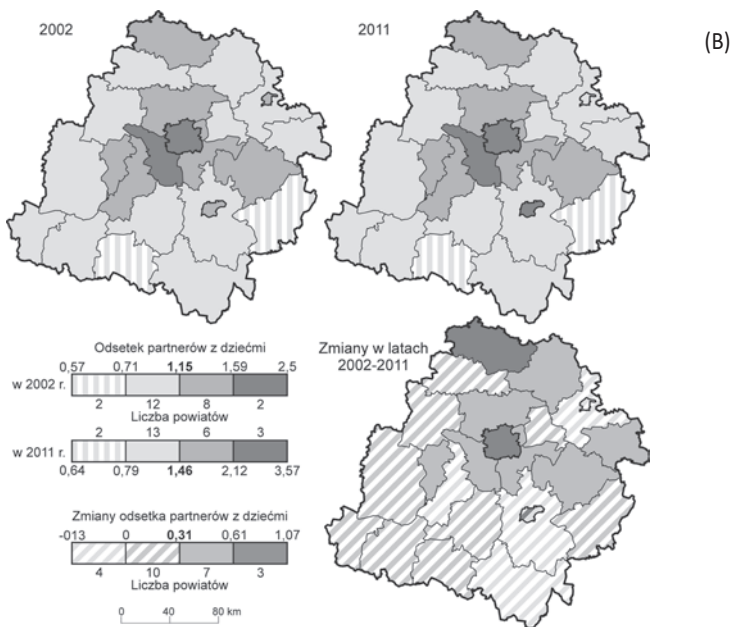 2002
2011
(B)
Odsetek partnerów z dziećmi
0,57 0,71 1,15 1,59 2,5
w 2002 r.
2 12 8 2
Liczba powiatów
2 13 6 3
w 2011 r.
0,64 0,79 1,46 2,12 3,57
Zmiany odsetka partnerów z dziećmi
-013 0 0,31 0,61 1,07
4 10 7 3
Liczba powiatów
0 40 80 km
Zmiany w latach
2002-2011